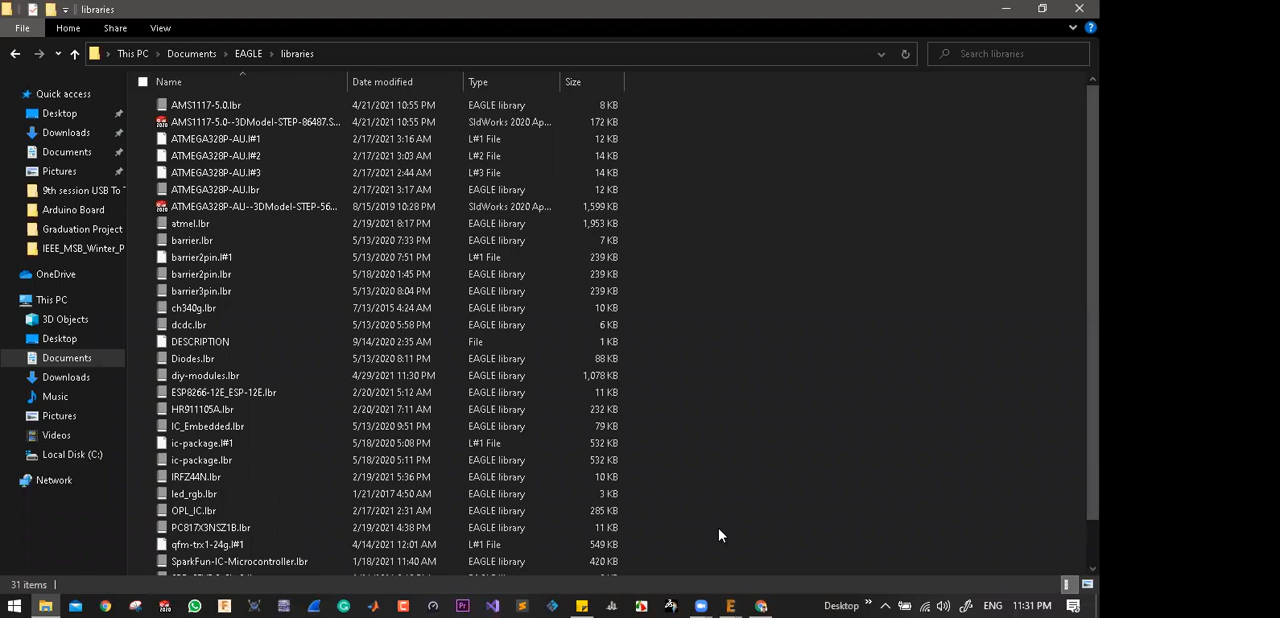 libraries
File Home Share View
This PC Documents EAGLE libraries Search libraries
Name Date modified Type Size
Quick access
Desktop
Downloads
Documents
Pictures
9th session USB To T
Arduino Board
Graduation Project
IEEE_MSB_Winter_P
OneDrive
This PC
3D Objects
Desktop
Documents
Downloads
Music
Pictures
Videos
Local Disk (C:)
Network
AMS1117-5.0.lbr 4/21/2021 10:55 PM EAGLE library 8 KB
AMS1117-5.0--3DModel-STEP-86487.S... 4/21/2021 10:55 PM SldWorks 2020 Ap... 172 KB
ATMEGA328P-AU.l#1 2/17/2021 3:16 AM L#1 File 12 KB
ATMEGA328P-AU.l#2 2/17/2021 3:03 AM L#2 File 14 KB
ATMEGA328P-AU.l#3 2/17/2021 2:44 AM L#3 File 14 KB
ATMEGA328P-AU.lbr 2/17/2021 3:17 AM EAGLE library 12 KB
ATMEGA328P-AU--3DModel-STEP-56... 8/15/2019 10:28 PM SldWorks 2020 Ap... 1,599 KB
atmel.lbr 2/19/2021 8:17 PM EAGLE library 1,953 KB
barrier.lbr 5/13/2020 7:33 PM EAGLE library 7 KB
barrier2pin.l#1 5/13/2020 7:51 PM L#1 File 239 KB
barrier2pin.lbr 5/18/2020 1:45 PM EAGLE library 239 KB
barrier3pin.lbr 5/13/2020 8:04 PM EAGLE library 239 KB
ch340g.lbr 7/13/2015 4:24 AM EAGLE library 10 KB
dcdc.lbr 5/13/2020 5:58 PM EAGLE library 6 KB
DESCRIPTION 9/14/2020 2:35 AM File 1 KB
Diodes.lbr 5/13/2020 8:11 PM EAGLE library 88 KB
diy-modules.lbr 4/29/2021 11:30 PM EAGLE library 1,078 KB
ESP8266-12E_ESP-12E.lbr 2/20/2021 5:12 AM EAGLE library 11 KB
HR911105A.lbr 2/20/2021 7:11 AM EAGLE library 232 KB
IC_Embedded.lbr 5/13/2020 9:51 PM EAGLE library 79 KB
ic-package.l#1 5/18/2020 5:08 PM L#1 File 532 KB
ic-package.lbr 5/18/2020 5:11 PM EAGLE library 532 KB
IRFZ44N.lbr 2/19/2021 5:36 PM EAGLE library 10 KB
led_rgb.lbr 1/21/2017 4:50 AM EAGLE library 3 KB
OPL_IC.lbr 2/17/2021 2:31 AM EAGLE library 285 KB
PC817X3NSZ1B.lbr 2/19/2021 4:38 PM EAGLE library 11 KB
qfm-trx1-24g.l#1 4/14/2021 12:01 AM L#1 File 549 KB
SparkFun-IC-Microcontroller.lbr 1/18/2021 11:40 AM EAGLE library 420 KB
31 items
Desktop ENG 11:31 PM